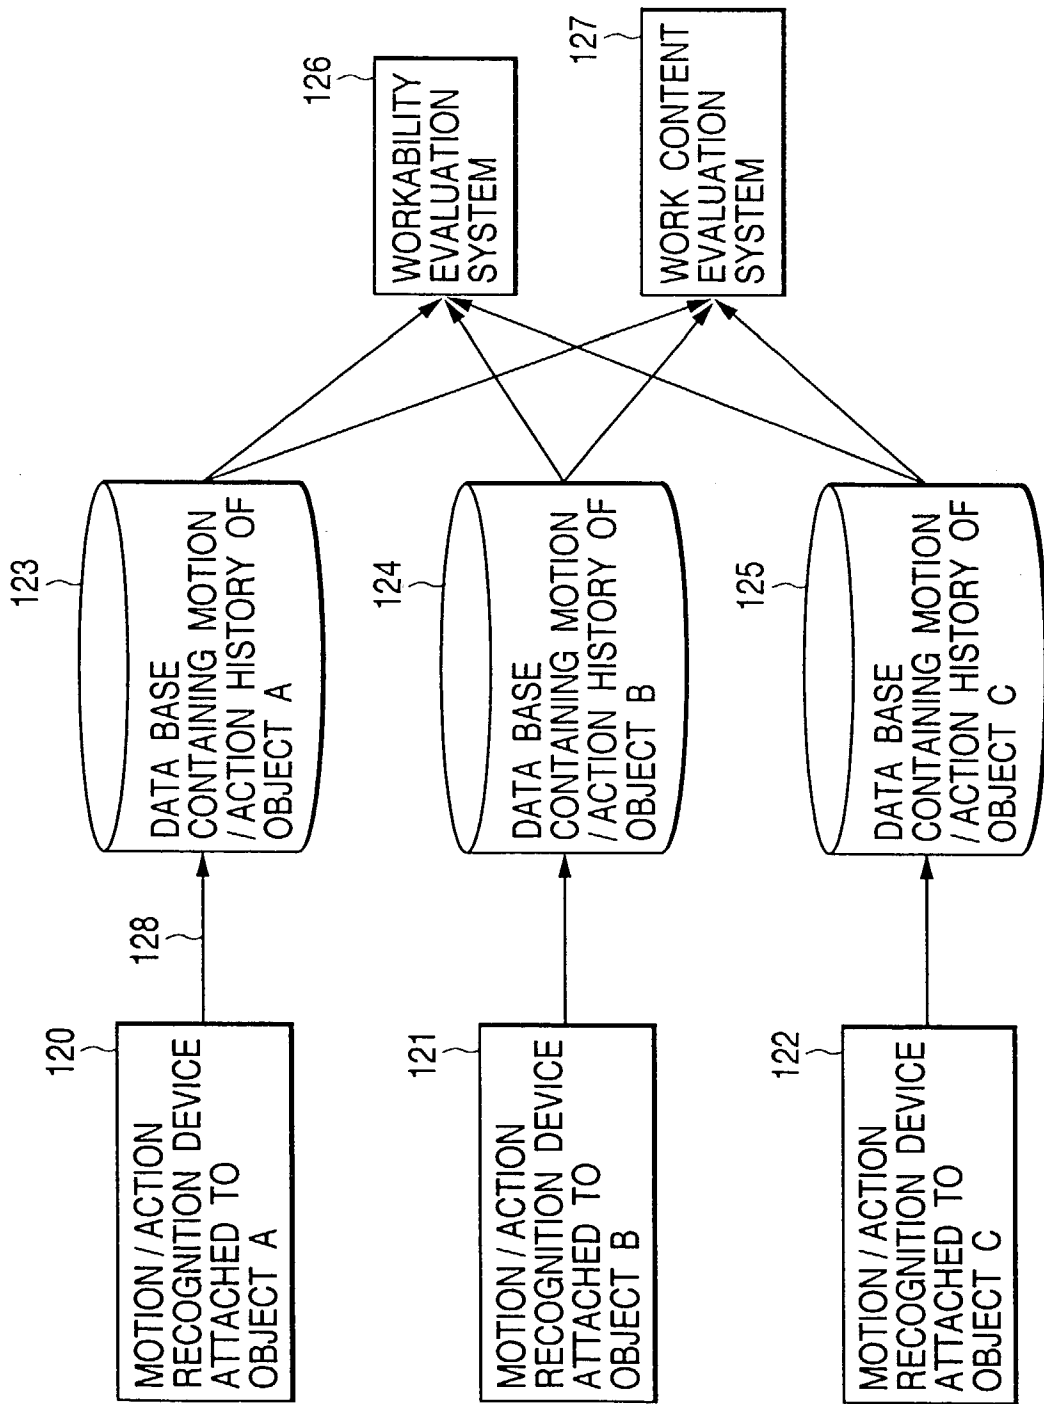 120
MOTION/ACTION
RECOGNITION DEVICE
ATTACHED TO
OBJECT A
128
123
DATA BASE
CONTAINING MOTION
/ACTION HISTORY OF
OBJECT A
126
WORKABILITY
EVALUATION
SYSTEM
121
MOTION/ACTION
RECOGNITION DEVICE
ATTACHED TO
OBJECT B
124
DATA BASE
CONTAINING MOTION
/ACTION HISTORY OF
OBJECT B
127
WORK CONTENT
EVALUATION
SYSTEM
122
MOTION/ACTION
RECOGNITION DEVICE
ATTACHED TO
OBJECT C
125
DATA BASE
CONTAINING MOTION
/ACTION HISTORY OF
OBJECT C